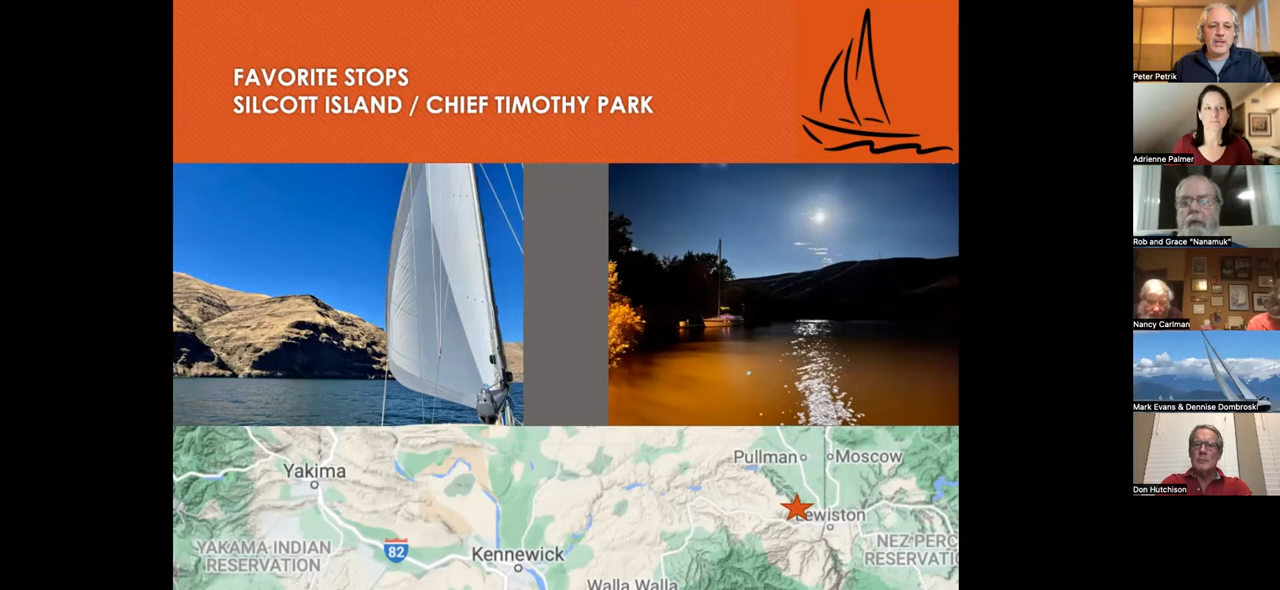 FAVORITE STOPS
SILCOTT ISLAND / CHIEF TIMOTHY PARK
Yakima
Pullman
Moscow
Lewiston
YAKAMA INDIAN
RESERVATION
82
Kennewick
NEZ PERC
RESERVATIO
Walla Walla
Peter Petrik
Adrienne Palmer
Rob and Grace "Nanamuk"
Nancy Carlman
Mark Evans & Dennise Dombroski
Don Hutchison